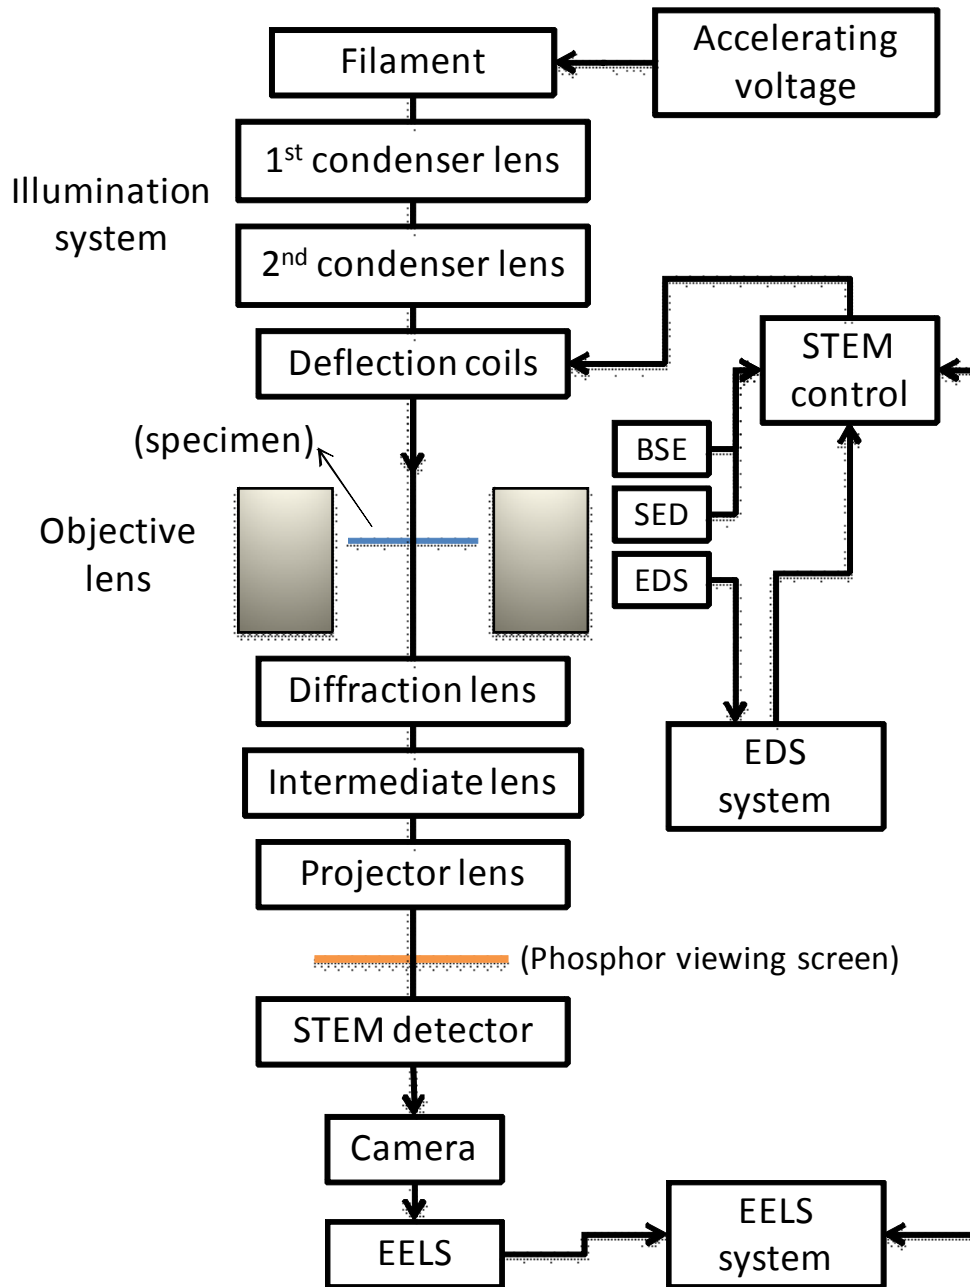 Filament
Accelerating
voltage
1st condenser lens
Illumination
system
2nd condenser lens
Deflection coils
STEM
control
(specimen)
BSE
SED
EDS
Objective
lens
Diffraction lens
Intermediate lens
EDS
system
Projector lens
(Phosphor viewing screen)
STEM detector
Camera
EELS
EELS
system